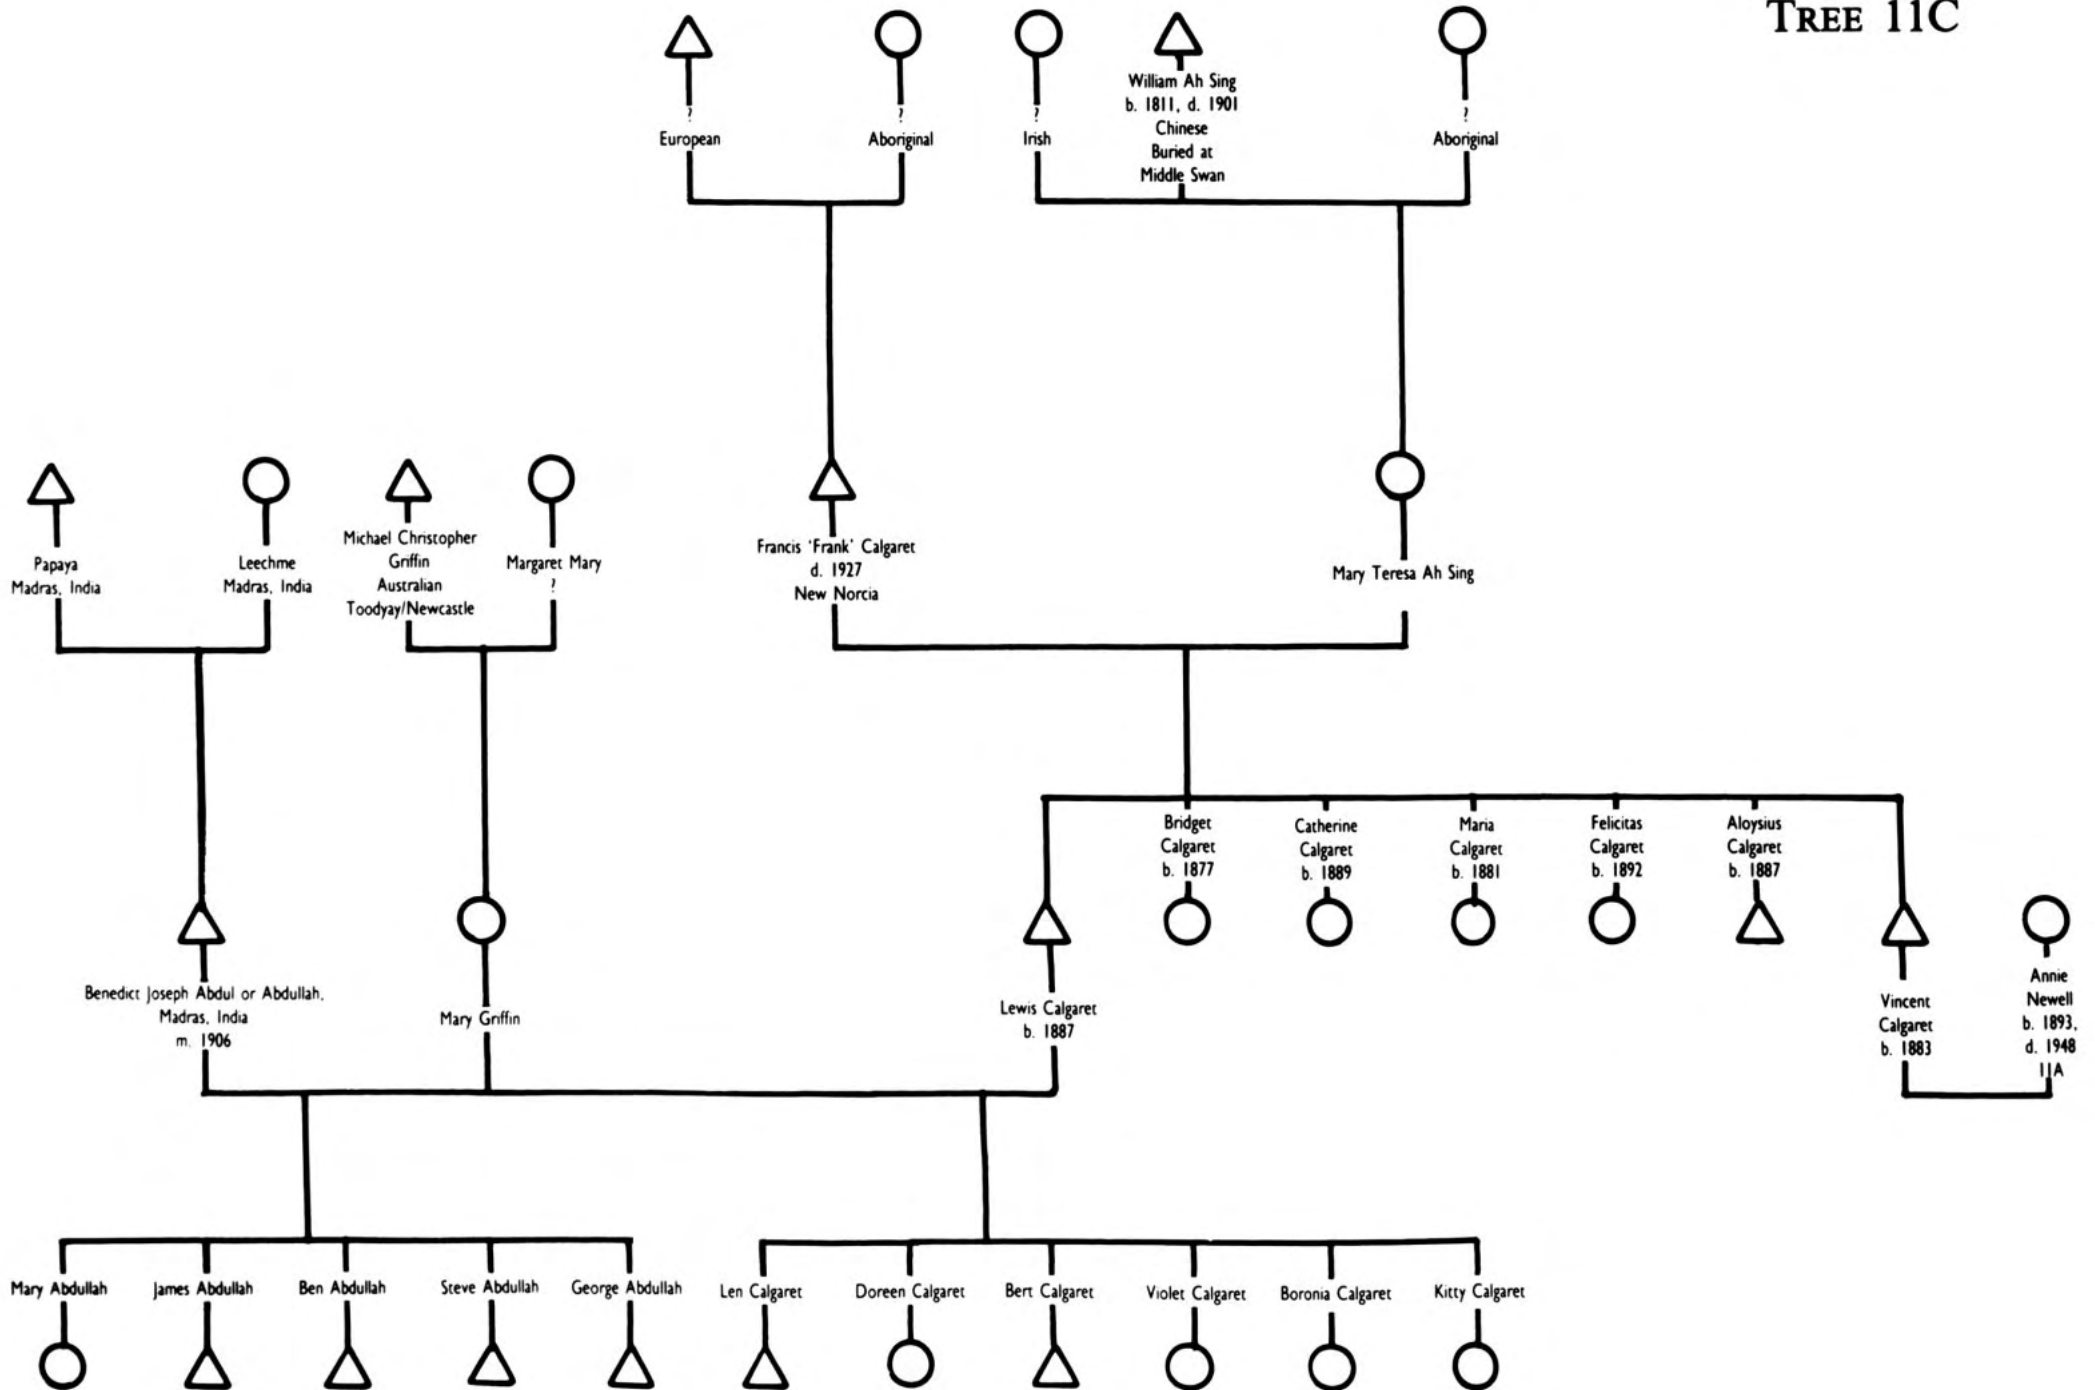 TREE 11C
?
European
?
Aboriginal
?
Irish
William Ah Sing
b. 1811, d. 1901
Chinese
Buried at
Middle Swan
?
Aboriginal
Papaya
Madras, India
Leechme
Madras, India
Michael Christopher
Griffin
Australian
Toodyay/Newcastle
Margaret Mary
?
Francis 'Frank' Calgaret
d. 1927
New Norcia
Mary Teresa Ah Sing
Bridget
Calgaret
b. 1877
Catherine
Calgaret
b. 1889
Maria
Calgaret
b. 1881
Felicitas
Calgaret
b. 1892
Aloysius
Calgaret
b. 1887
Benedict Joseph Abdul or Abdullah,
Madras, India
m. 1906
Mary Griffin
Lewis Calgaret
b. 1887
Vincent
Calgaret
b. 1883
Annie
Newell
b. 1893,
d. 1948
11A
Mary Abdullah
James Abdullah
Ben Abdullah
Steve Abdullah
George Abdullah
Len Calgaret
Doreen Calgaret
Bert Calgaret
Violet Calgaret
Boronia Calgaret
Kitty Calgaret